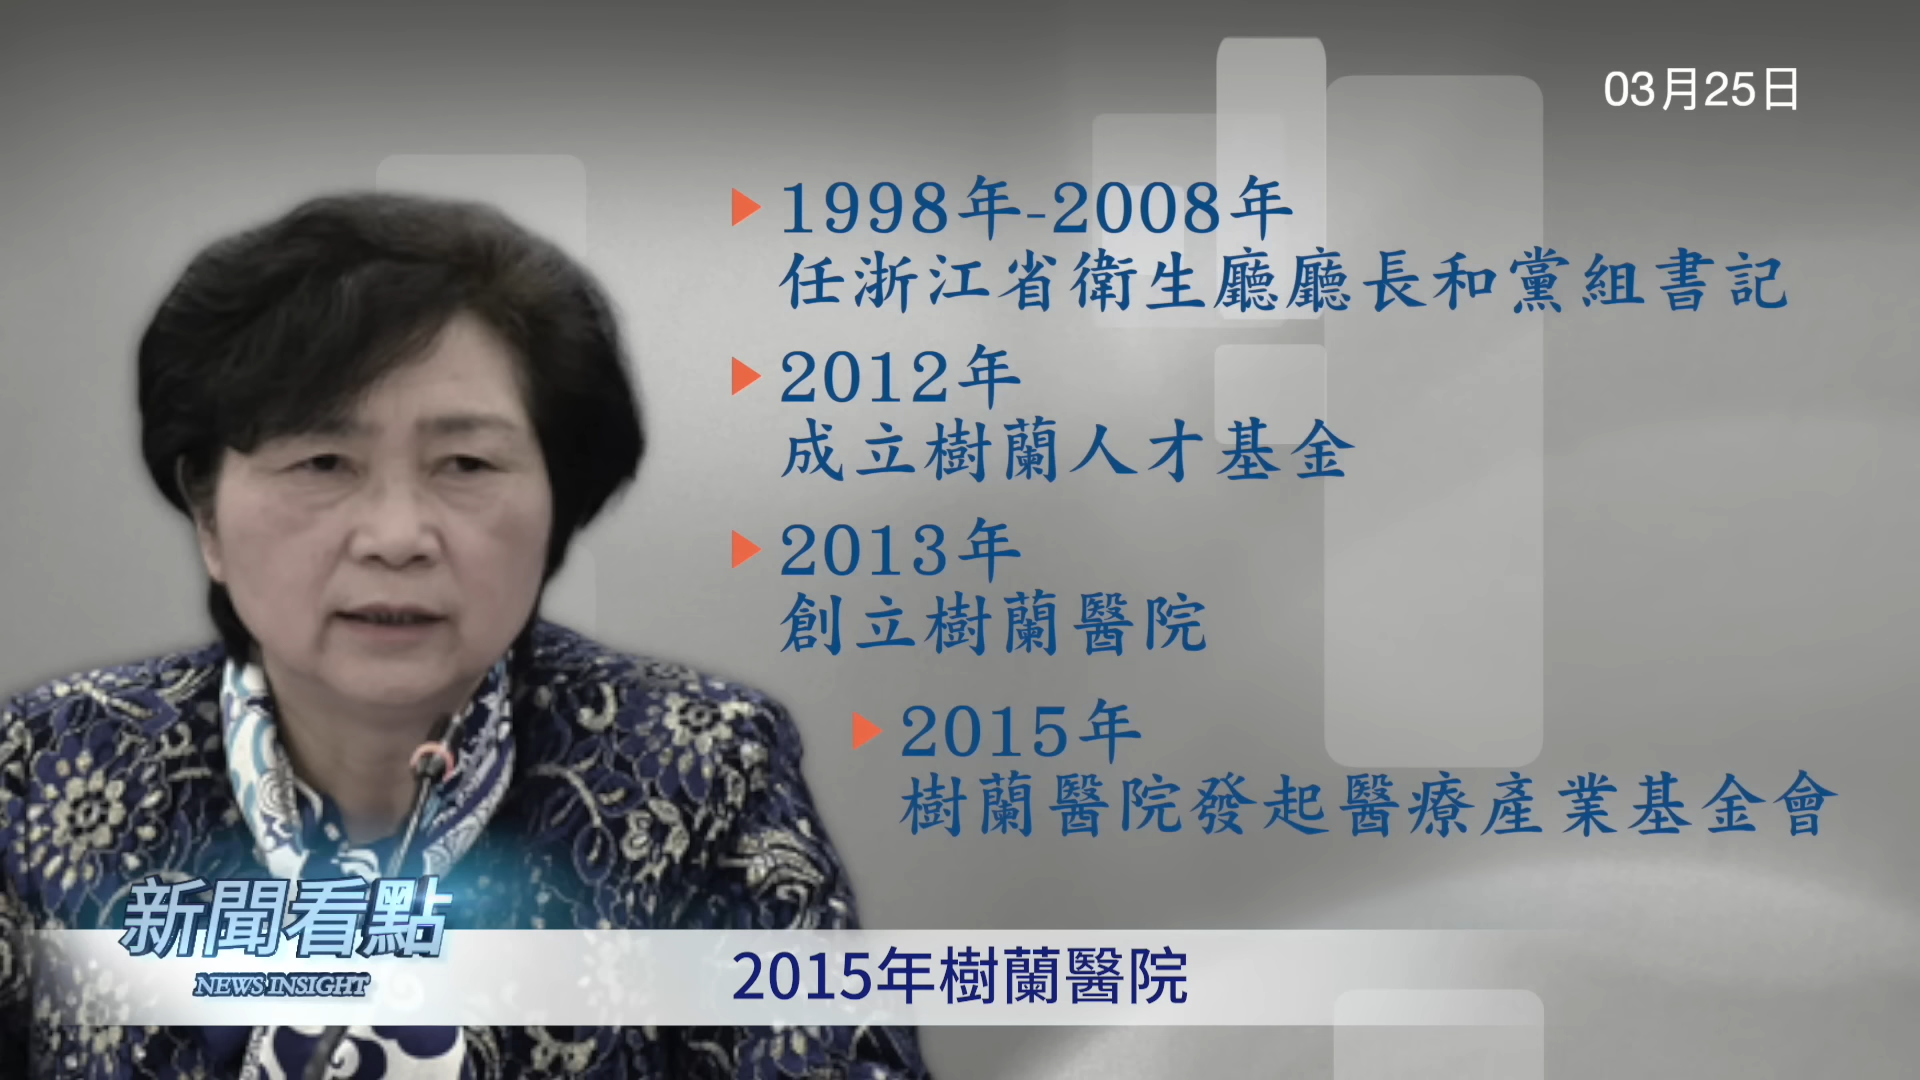 03月25日
1998年-2008年
任浙江省衛生廳廳長和黨組書記
2012年
成立樹蘭人才基金
2013年
創立樹蘭醫院
2015年
樹蘭醫院發起醫療產業基金會
新聞看點
NEWS INSIGHT
2015年樹蘭醫院